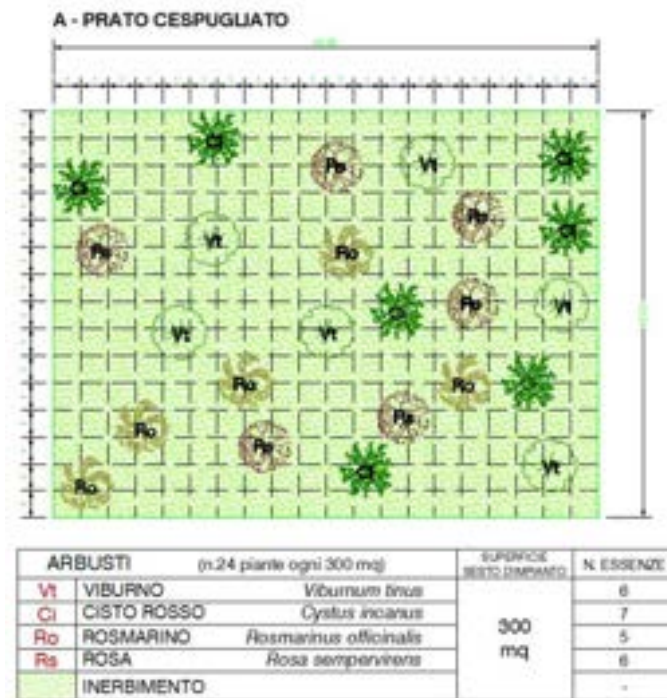 A - PRATO CESPUGLIATO
Ci
Rs
Vt
Ci
Ci
Rs
Ci
Rs
Vt
Ro
Ci
Rs
Vt
Vt
Vt
Ro
Ro
Ci
Ro
Rs
Rs
Ci
Vt
Ro
ARBUSTI (n.24 piante ogni 300 mq) SUPERFICIE SESTO D'IMPIANTO N. ESSENZE
Vt VIBURNO Viburnum tinus 6
Ci CISTO ROSSO Cystus incanus 7
Ro ROSMARINO Rosmarinus officinalis 5
Rs ROSA Rosa sempervirens 6
300 mq
INERBIMENTO -